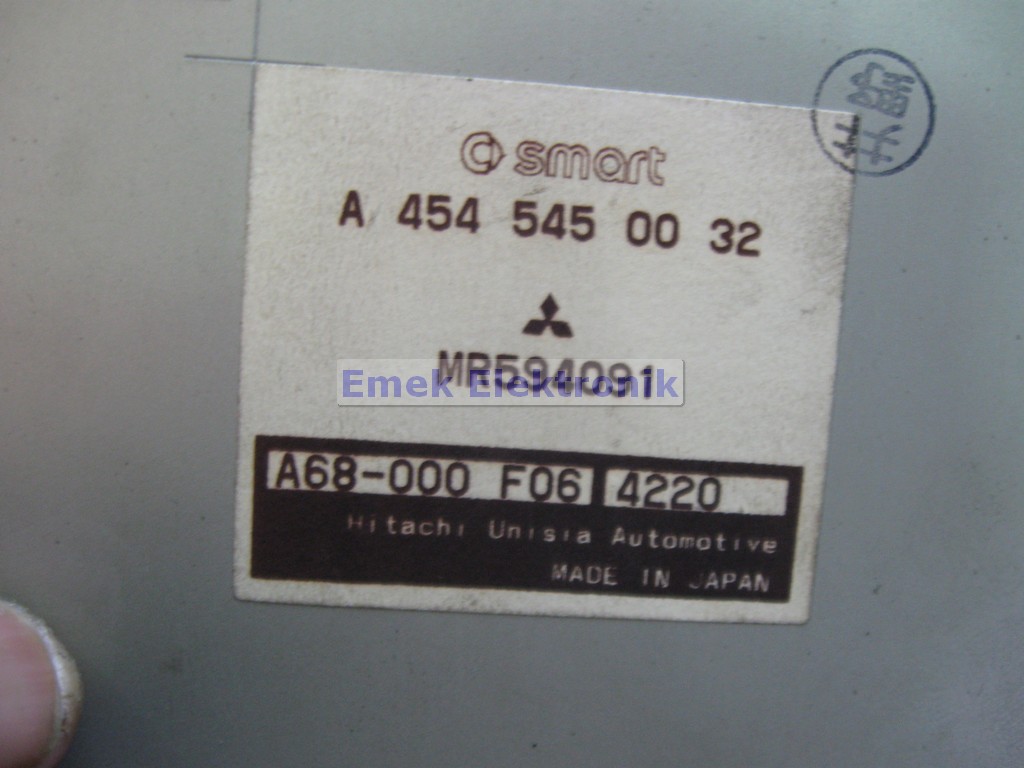 smart
A 454 545 00 32
MR594091
Emek Elektronik
A68-000 F06 4220
Hitachi Unisia Automotive
MADE IN JAPAN